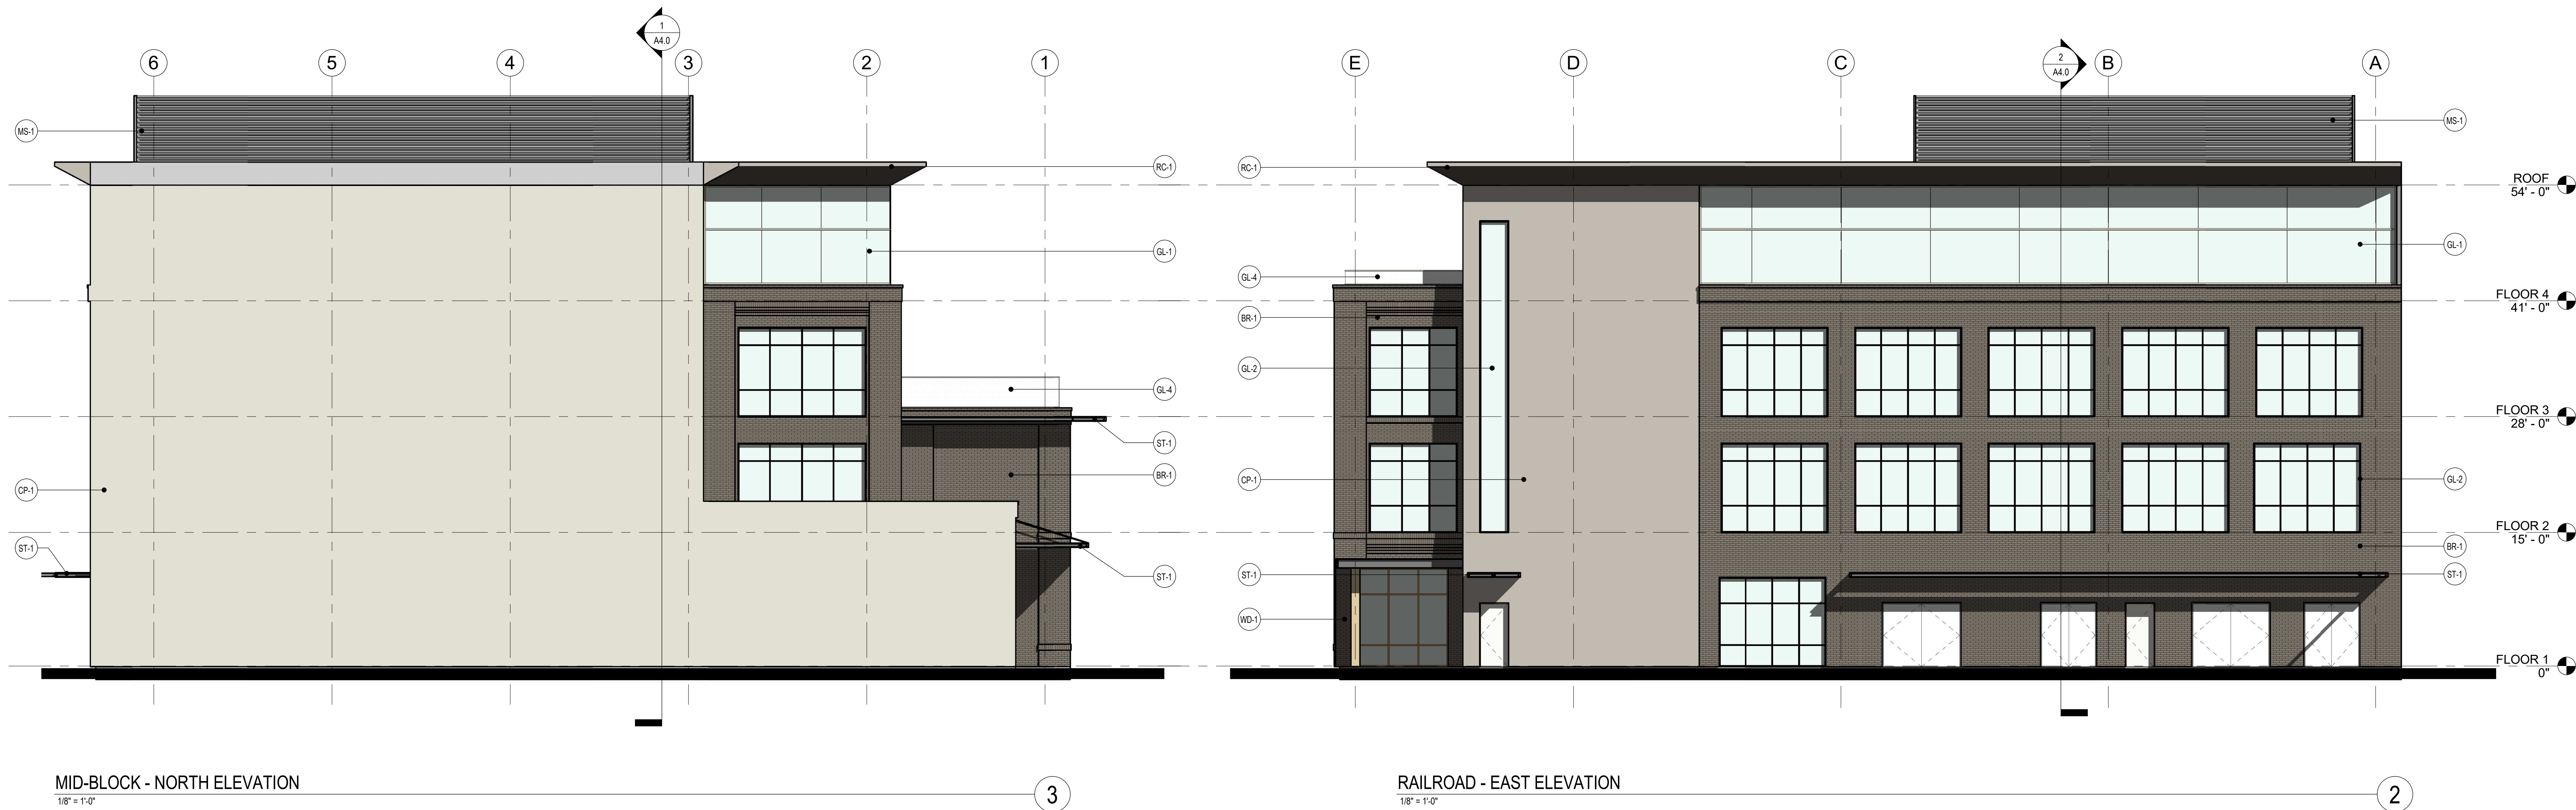 1
A4.0
6
5
4
3
2
1
MS-1
RC-1
GL-1
GL-4
ST-1
BR-1
CP-1
ST-1
ST-1
MID-BLOCK - NORTH ELEVATION
1/8" = 1'-0"
3
2
A4.0
E
D
C
B
A
MS-1
RC-1
ROOF
54' - 0"
GL-1
GL-4
FLOOR 4
41' - 0"
BR-1
GL-2
FLOOR 3
28' - 0"
CP-1
GL-2
FLOOR 2
15' - 0"
BR-1
ST-1
ST-1
WD-1
FLOOR 1
0"
RAILROAD - EAST ELEVATION
1/8" = 1'-0"
2